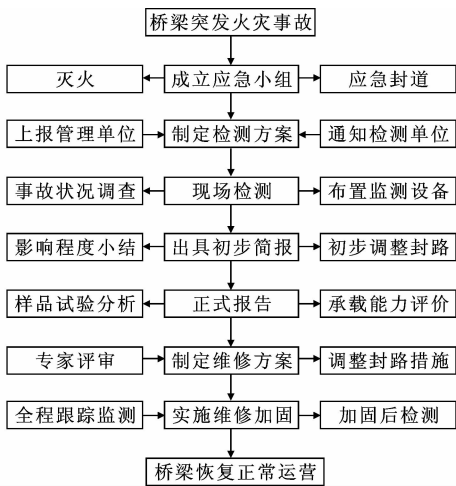 桥梁突发火灾事故
灭火
成立应急小组
应急封道
上报管理单位
制定检测方案
通知检测单位
事故状况调查
现场检测
布置监测设备
影响程度小结
出具初步简报
初步调整封路
样品试验分析
正式报告
承载能力评价
专家评审
制定维修方案
调整封路措施
全程跟踪监测
实施维修加固
加固后检测
桥梁恢复正常运营